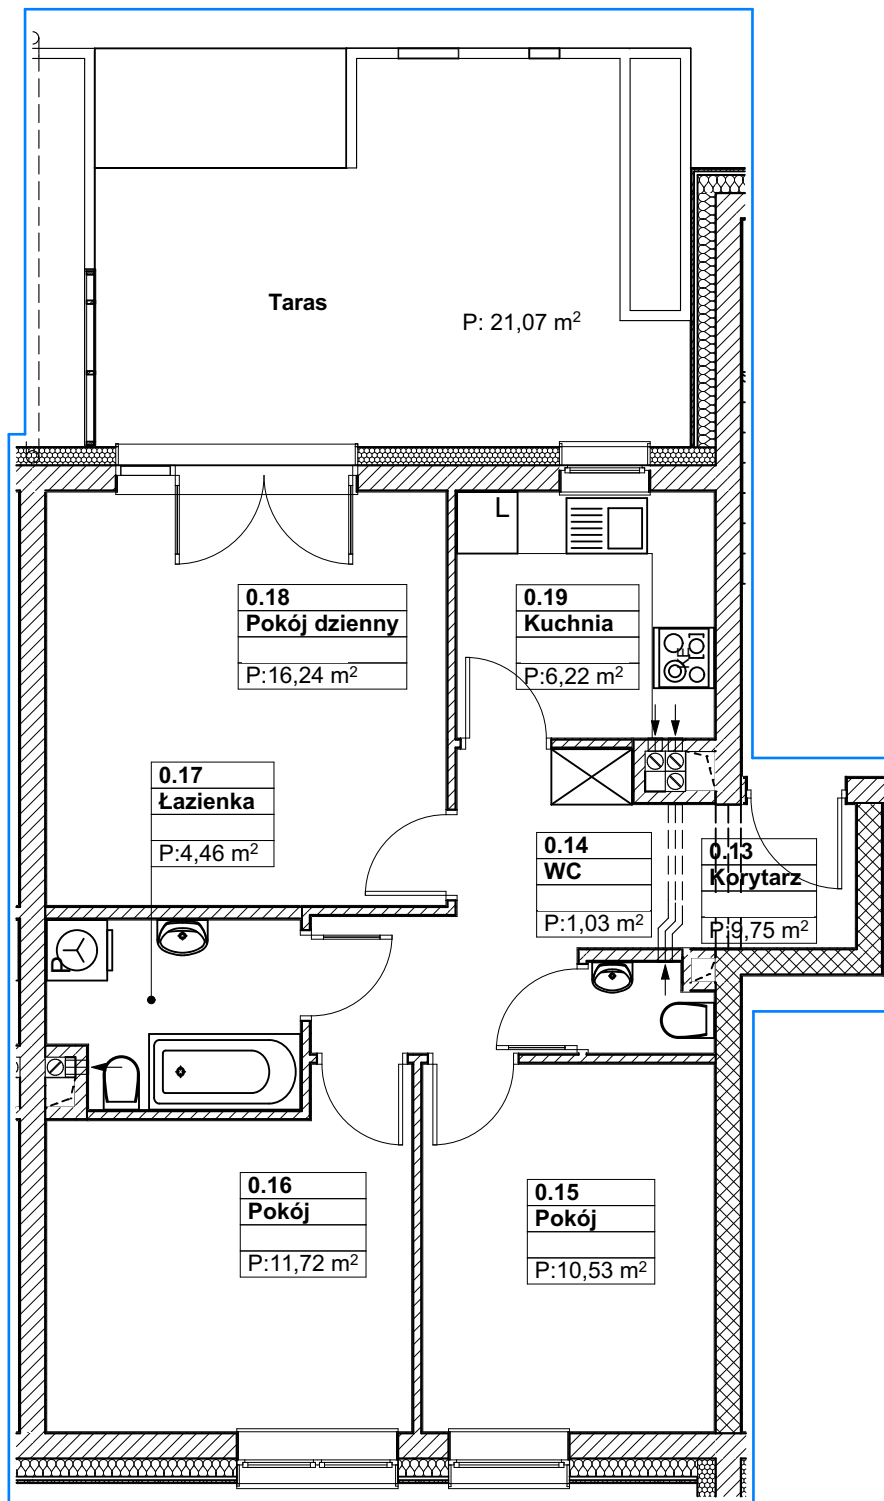 Taras
P: 21,07 m²
L
0.18
Pokój dzienny
P:16,24 m²
0.19
Kuchnia
P:6,22 m²
0.17
Łazienka
P:4,46 m²
0.14
WC
P:1,03 m²
0.13
Korytarz
P:9,75 m²
P
0.16
Pokój
P:11,72 m²
0.15
Pokój
P:10,53 m²